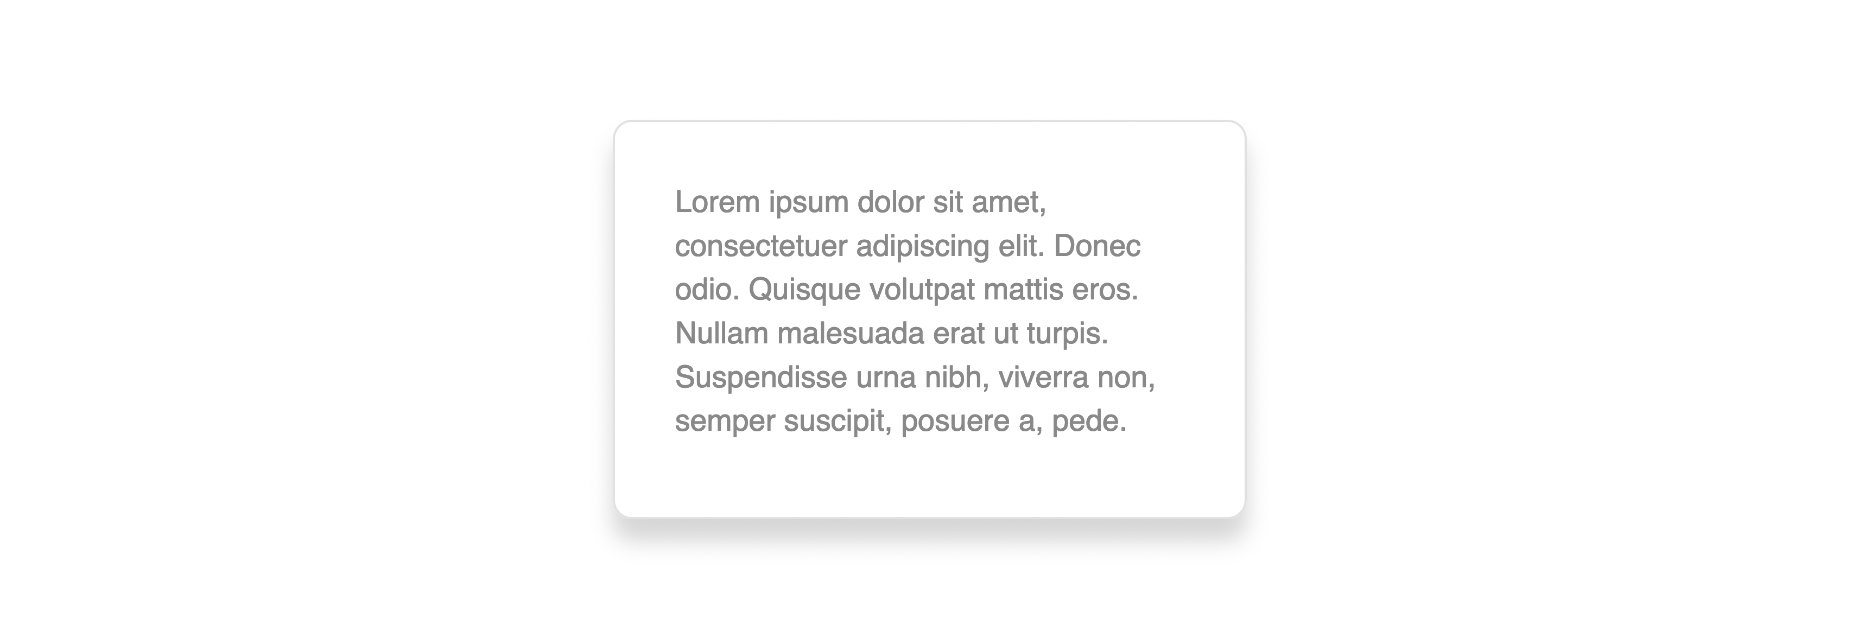 Lorem ipsum dolor sit amet,
consectetuer adipiscing elit. Donec
odio. Quisque volutpat mattis eros.
Nullam malesuada erat ut turpis.
Suspendisse urna nibh, viverra non,
semper suscipit, posuere a, pede.